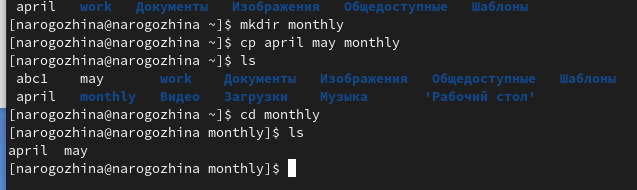 april work Документы Изображения Общедоступные Шаблоны
[narogozhina@narogozhina ~]$ mkdir monthly
[narogozhina@narogozhina ~]$ cp april may monthly
[narogozhina@narogozhina ~]$ ls
abc1 may work Документы Изображения Общедоступные Шаблоны
april monthly Видео Загрузки Музыка 'Рабочий стол'
[narogozhina@narogozhina ~]$ cd monthly
[narogozhina@narogozhina monthly]$ ls
april may
[narogozhina@narogozhina monthly]$